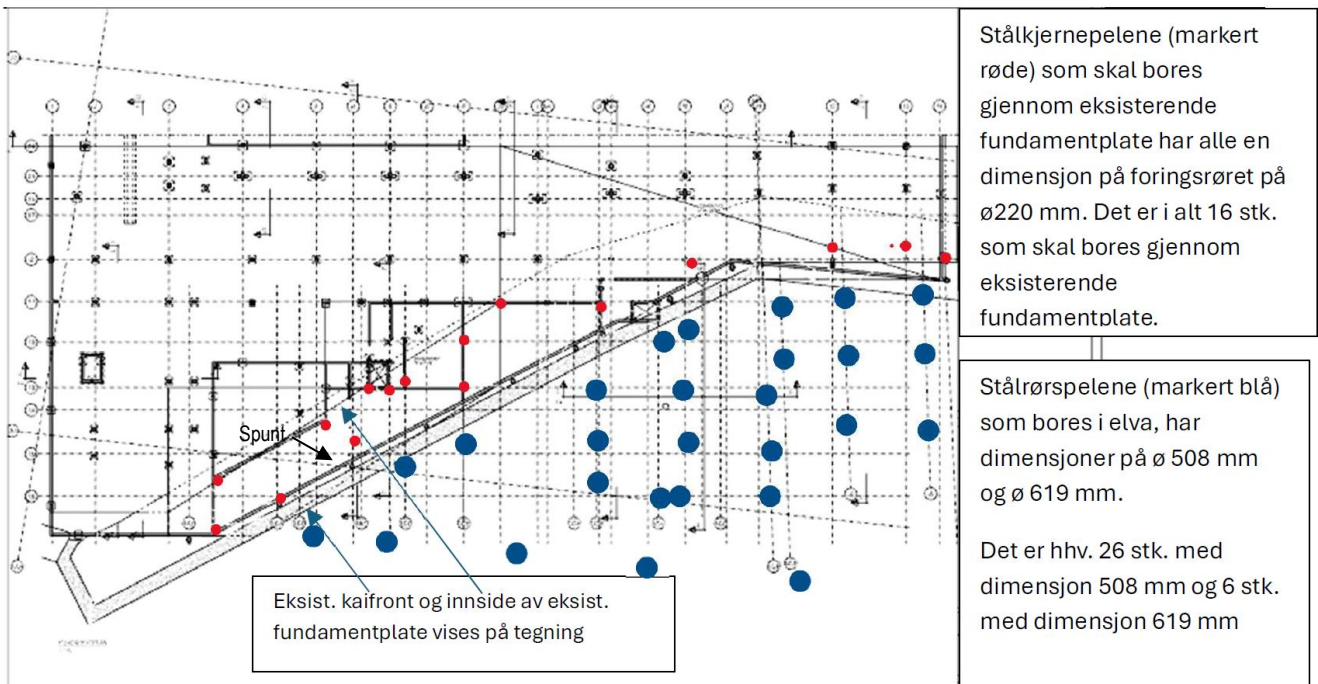 Stålkjernepelene (markert
røde) som skal bores
gjennom eksisterende
fundamentplate har alle en
dimensjon på foringsrøret på
ø220 mm. Det er i alt 16 stk.
som skal bores gjennom
eksisterende
fundamentplate.
Stålrørspelene (markert blå)
som bores i elva, har
dimensjoner på ø 508 mm
og ø 619 mm.
Det er hhv. 26 stk. med
dimensjon 508 mm og 6 stk.
med dimensjon 619 mm
Spunt
Eksist. kaifront og innside av eksist.
fundamentplate vises på tegning